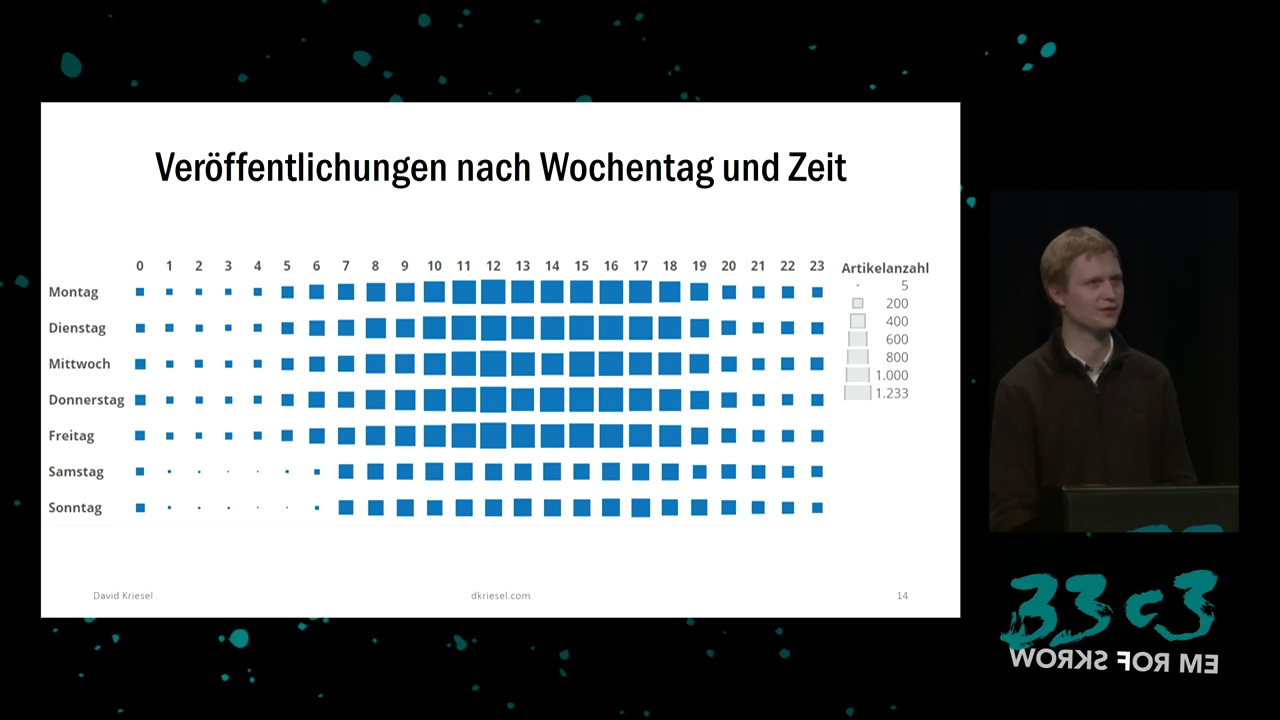 Veröffentlichungen nach Wochentag und Zeit
0 1 2 3 4 5 6 7 8 9 10 11 12 13 14 15 16 17 18 19 20 21 22 23
Artikelanzahl
Montag
Dienstag
Mittwoch
Donnerstag
Freitag
Samstag
Sonntag
5
200
400
600
800
1.000
1.233
David Kriesel
dkriesel.com
14
33c3
WORKS FOR ME